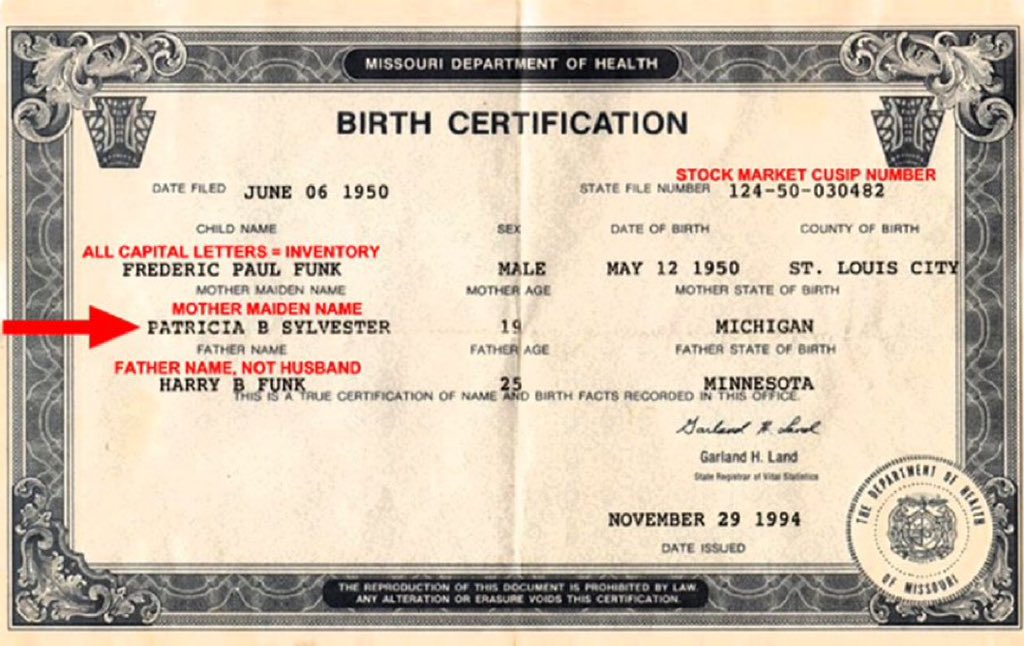 MISSOURI DEPARTMENT OF HEALTH
BIRTH CERTIFICATION
STOCK MARKET CUSIP NUMBER
DATE FILED JUNE 06 1950 STATE FILE NUMBER 124-50-030482
CHILD NAME SEX DATE OF BIRTH COUNTY OF BIRTH
ALL CAPITAL LETTERS = INVENTORY
FREDERIC PAUL FUNK MALE MAY 12 1950 ST. LOUIS CITY
MOTHER MAIDEN NAME MOTHER AGE MOTHER STATE OF BIRTH
MOTHER MAIDEN NAME
PATRICIA B SYLVESTER 19 MICHIGAN
FATHER NAME FATHER AGE FATHER STATE OF BIRTH
FATHER NAME, NOT HUSBAND
HARRY B FUNK 25 MINNESOTA
THIS IS A TRUE CERTIFICATION OF NAME AND BIRTH FACTS RECORDED IN THIS OFFICE.
Garland H. Land
Garland H. Land
State Registrar of Vital Statistics
NOVEMBER 29 1994
DATE ISSUED
THE DEPARTMENT OF HEALTH
OF MISSOURI
THE REPRODUCTION OF THIS DOCUMENT IS PROHIBITED BY LAW.
ANY ALTERATION OR ERASURE VOIDS THIS CERTIFICATION.